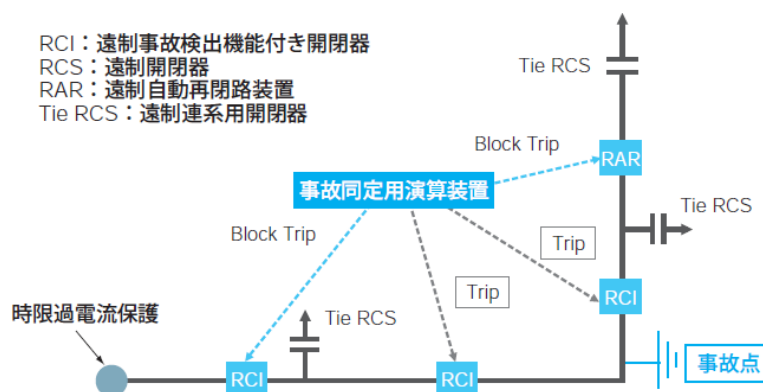 RCI：遠制事故検出機能付き開閉器
RCS：遠制開閉器
RAR：遠制自動再閉路装置
Tie RCS：遠制連系用開閉器
Tie RCS
Block Trip
RAR
事故同定用演算装置
Tie RCS
Block Trip
Trip
Trip
RCI
時限過電流保護
Tie RCS
事故点
RCI
RCI